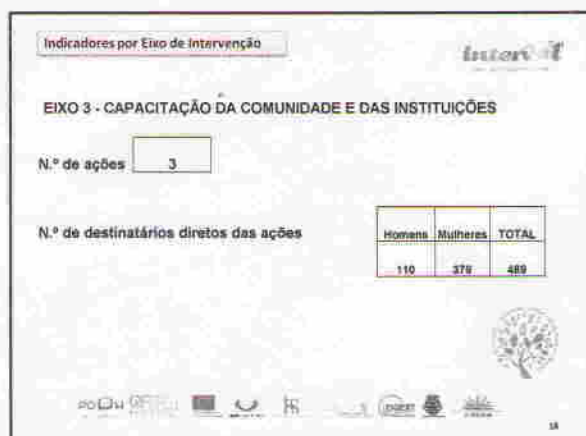 Indicadores por Eixo de Intervenção
EIXO 3 - CAPACITAÇÃO DA COMUNIDADE E DAS INSTITUIÇÕES
N.º de ações 3
N.º de destinatários diretos das ações
Homens Mulheres TOTAL
110 379 489